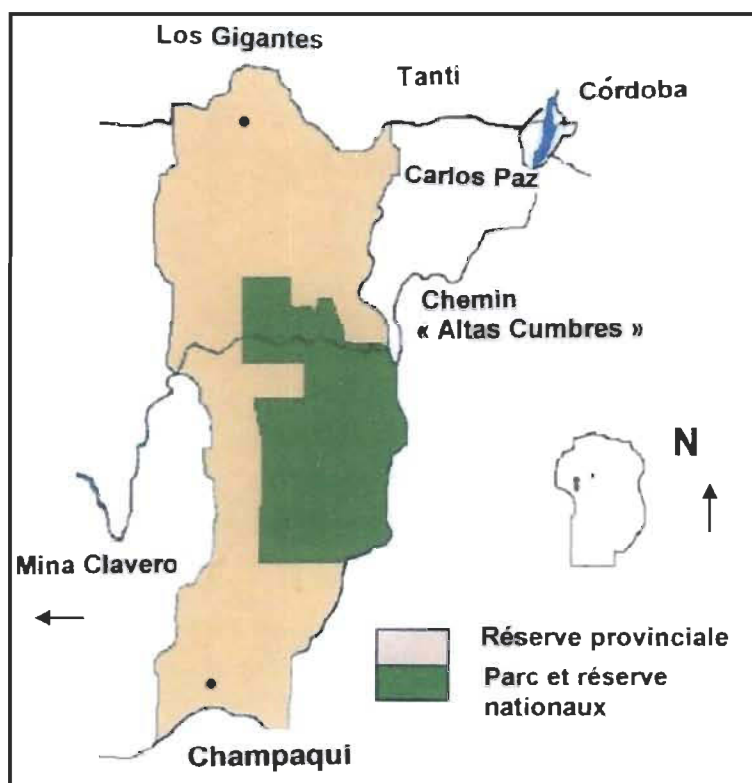 Los Gigantes
Tanti
Córdoba
Carlos Paz
Chemin
« Altas Cumbres »
N
Mina Clavero
Réserve provinciale
Parc et réserve
nationaux
Champaqui